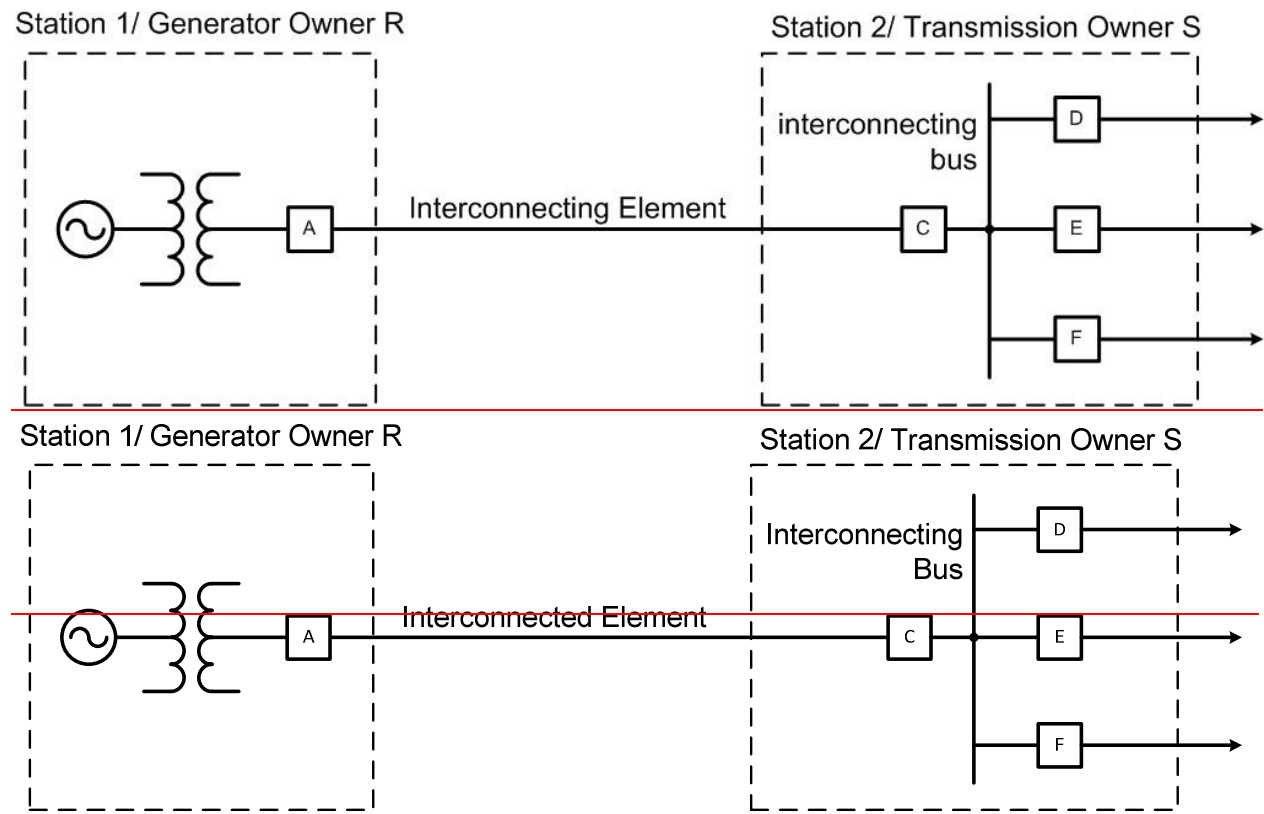 Station 1/ Generator Owner R
Station 2/ Transmission Owner S
interconnecting
bus
D
Interconnecting Element
A
C
E
F
Station 1/ Generator Owner R
Station 2/ Transmission Owner S
Interconnecting
Bus
D
Interconnected Element
A
C
E
F